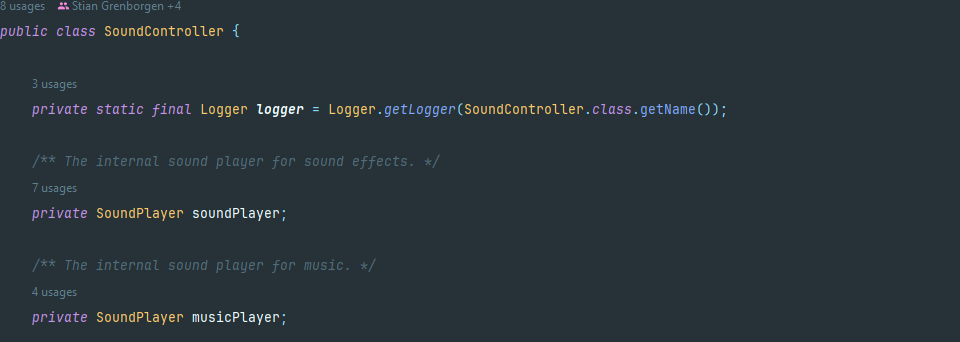 8 usages Stian Grenborgen +4
public class SoundController {
3 usages
private static final Logger logger = Logger.getLogger(SoundController.class.getName());
/** The internal sound player for sound effects. */
7 usages
private SoundPlayer soundPlayer;
/** The internal sound player for music. */
4 usages
private SoundPlayer musicPlayer;